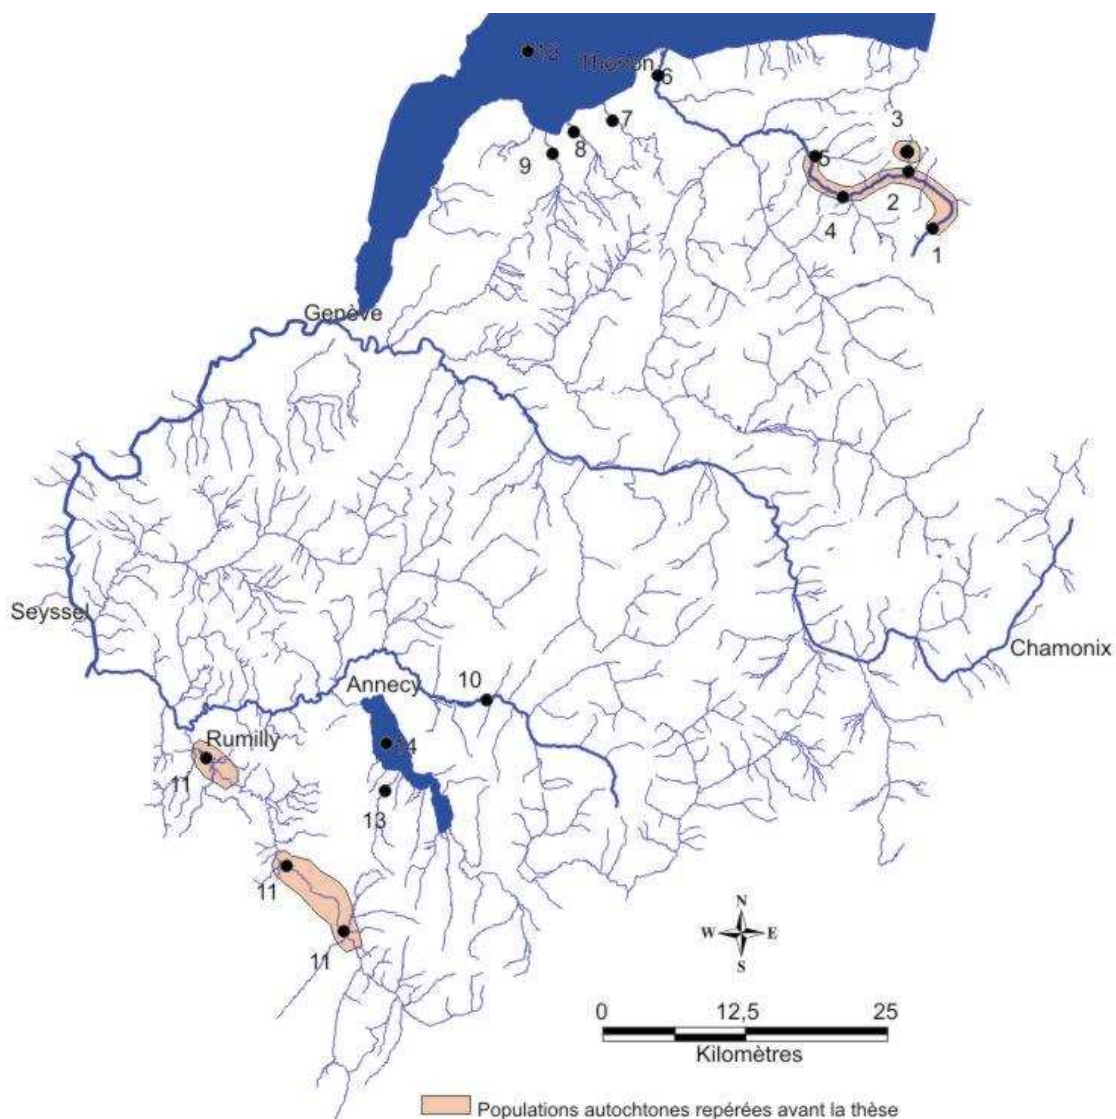 12
Thonon
6
7
8
9
3
5
2
4
1
Genève
Seyssel
Chamonix
10
Annecy
14
Rumilly
11
13
11
11
N
W E
S
0 12,5 25
Kilomètres
Populations autochtones repérées avant la thèse